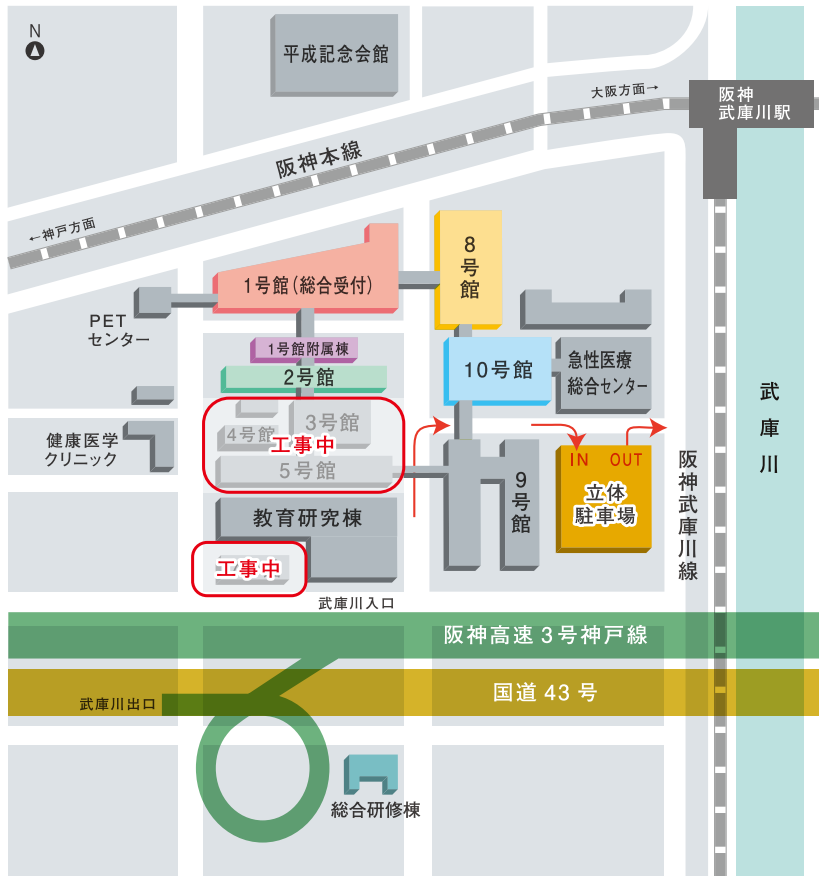 N
平成記念会館
大阪方面→
阪神
武庫川駅
阪神本線
←神戸方面
8号館
1号館(総合受付)
PET
センター
1号館附属棟
2号館
10号館
急性医療
総合センター
武庫川
3号館
4号館
工事中
5号館
健康医学
クリニック
9号館
IN
OUT
立体
駐車場
阪神武庫川線
教育研究棟
工事中
武庫川入口
阪神高速3号神戸線
国道43号
武庫川出口
総合研修棟